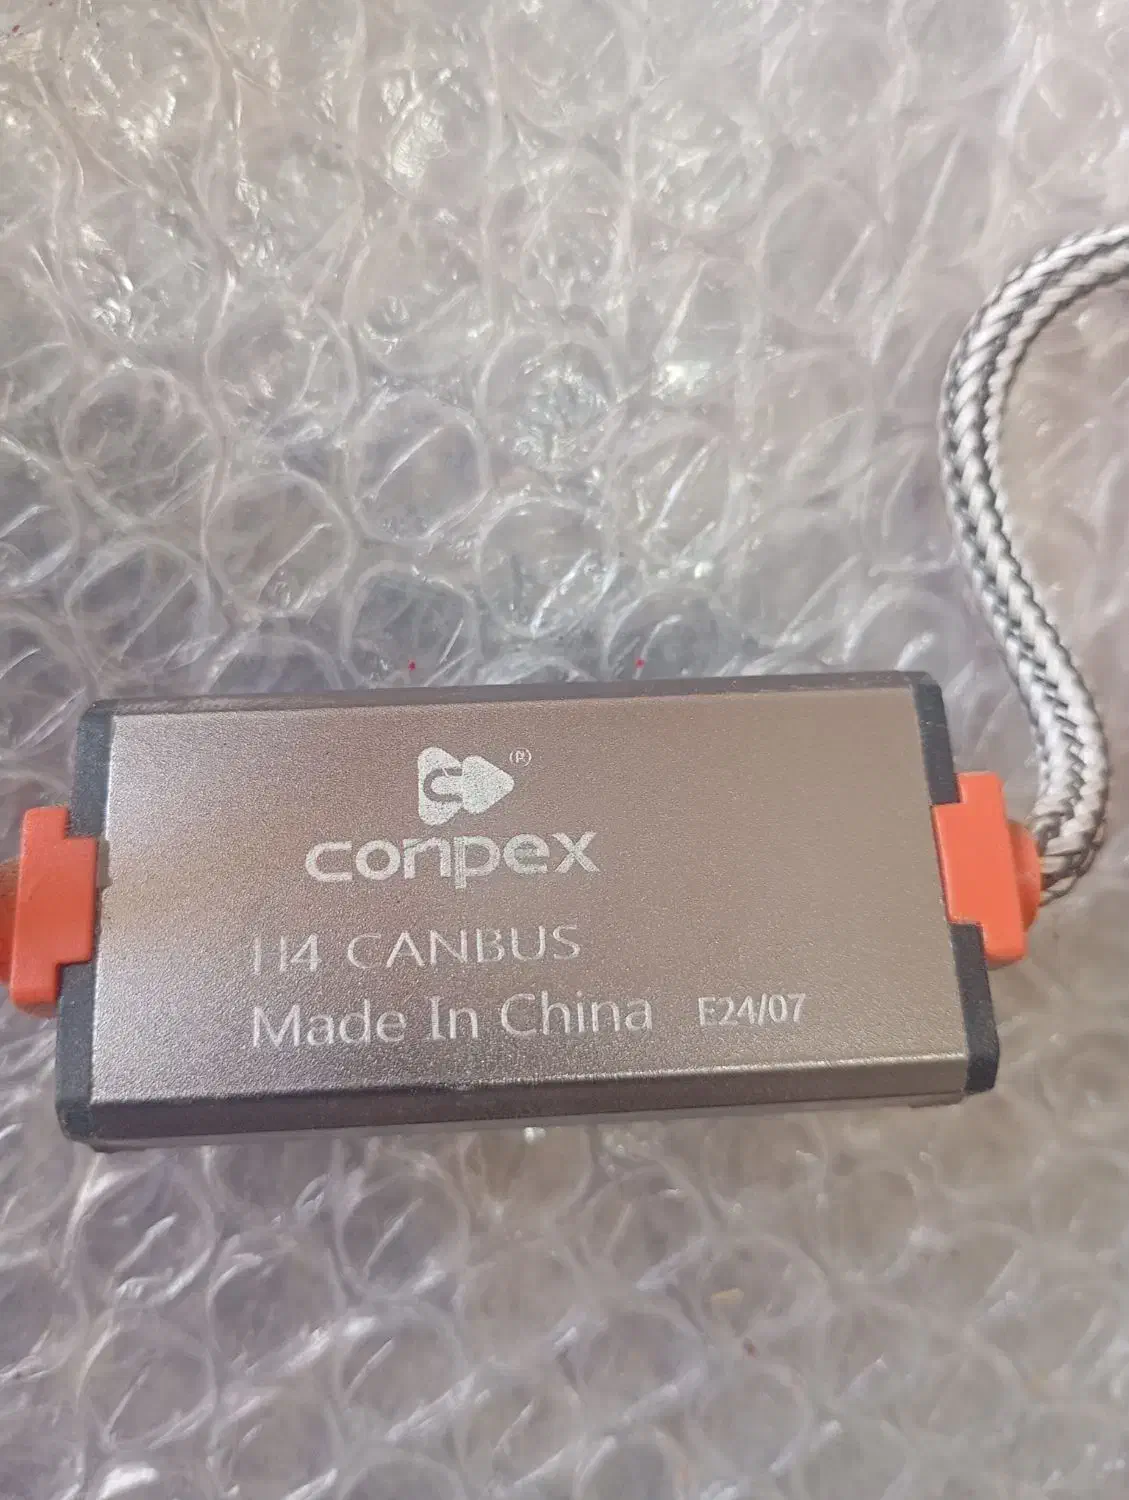 ®
conpex
H4 CANBUS
Made In China E24/07